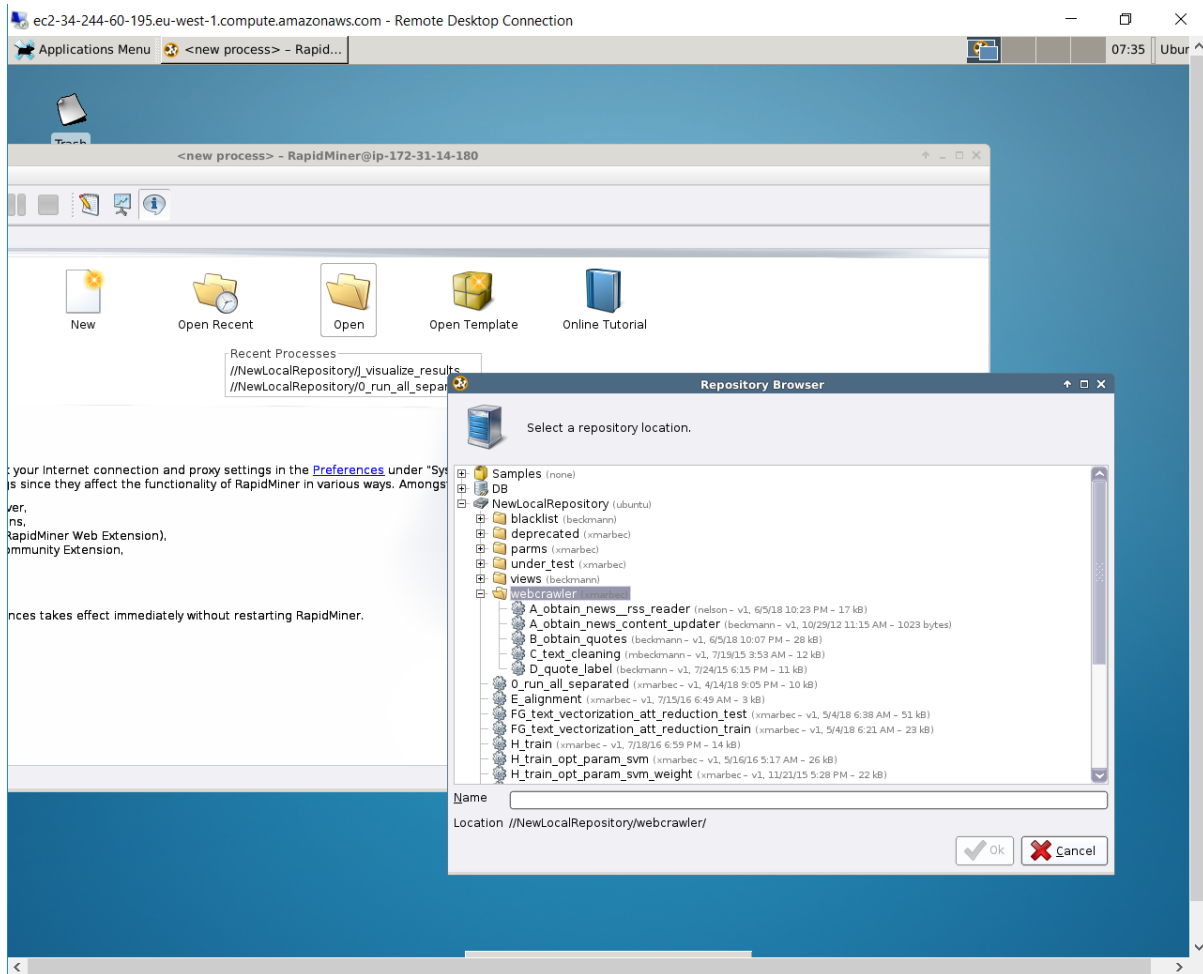 ec2-34-244-60-195.eu-west-1.compute.amazonaws.com - Remote Desktop Connection
Applications Menu <new process> – Rapid... 07:35 Ubur
Trash
<new process> – RapidMiner@ip-172-31-14-180
New Open Recent Open Open Template Online Tutorial
Recent Processes
//NewLocalRepository/J_visualize_results
//NewLocalRepository/0_run_all_separ
Repository Browser
Select a repository location.
your Internet connection and proxy settings in the Preferences under "Sys
gs since they affect the functionality of RapidMiner in various ways. Amongs
ver,
ns,
RapidMiner Web Extension),
ommunity Extension,
nces takes effect immediately without restarting RapidMiner.
Samples (none)
DB
NewLocalRepository (ubuntu)
blacklist (beckmann)
deprecated (xmarbec)
parms (xmarbec)
under_test (xmarbec)
views (beckmann)
webcrawler (xmarbec)
A_obtain_news__rss_reader (nelson – v1, 6/5/18 10:23 PM – 17 kB)
A_obtain_news_content_updater (beckmann – v1, 10/29/12 11:15 AM – 1023 bytes)
B_obtain_quotes (beckmann – v1, 6/5/18 10:07 PM – 28 kB)
C_text_cleaning (mbeckmann – v1, 7/19/15 3:53 AM – 12 kB)
D_quote_label (beckmann – v1, 7/24/15 6:15 PM – 11 kB)
0_run_all_separated (xmarbec – v1, 4/14/18 9:05 PM – 10 kB)
E_alignment (xmarbec – v1, 7/15/16 6:49 AM – 3 kB)
FG_text_vectorization_att_reduction_test (xmarbec – v1, 5/4/18 6:38 AM – 51 kB)
FG_text_vectorization_att_reduction_train (xmarbec – v1, 5/4/18 6:21 AM – 23 kB)
H_train (xmarbec – v1, 7/18/16 6:59 PM – 14 kB)
H_train_opt_param_svm (xmarbec – v1, 5/16/16 5:17 AM – 26 kB)
H_train_opt_param_svm_weight (xmarbec – v1, 11/21/15 5:28 PM – 22 kB)
Name
Location //NewLocalRepository/webcrawler/
Ok Cancel